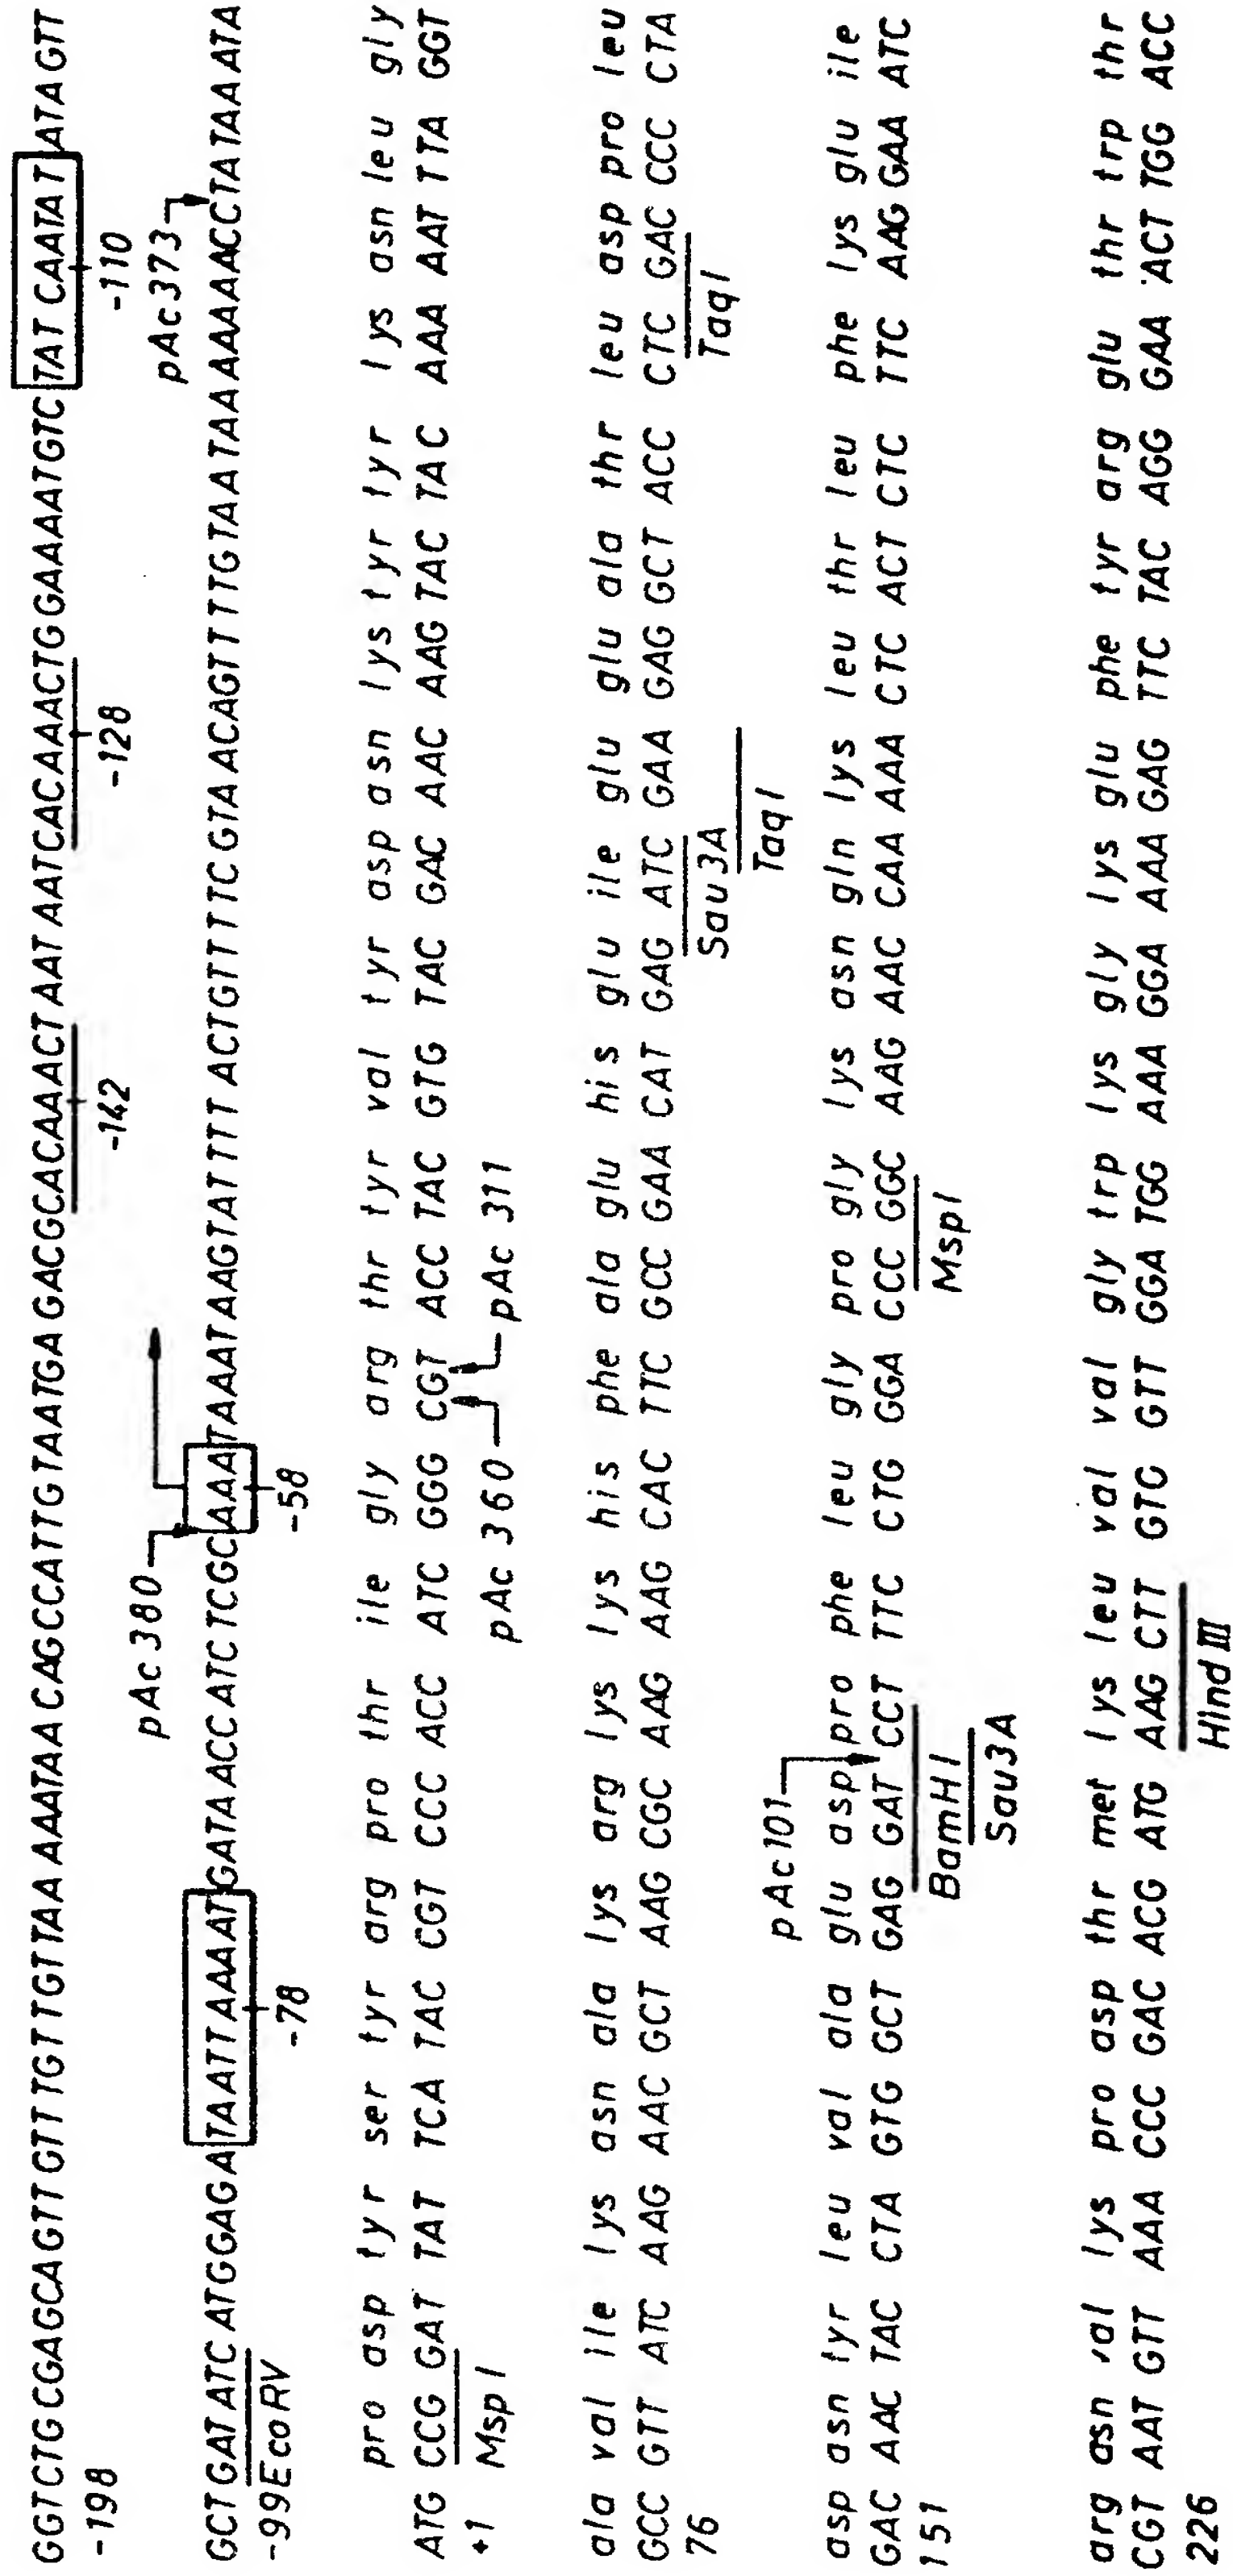 GGTCTGCGAGCAGTTGTTTGTTGTTAAAAATAACAGCCATTGTAATGAGACGCACAAACTAATAATCACAAACTGGAAATGTCTATCAATATATAGTT
-198 -142 -128 -110
pAc380 pAc373
GCTGATATCATGGAGATAATTAAAATGATAACCATCTCGCAAATAAATAAGTATTTTACTGTTTTCGTAACAGTTTTGTAATAAAAAAACCTATAAATA
-99 EcoRV -78 -58
pro asp tyr ser tyr arg pro thr ile gly arg thr tyr val tyr asp asn lys tyr tyr lys asn leu gly
ATG CCG GAT TAT TCA TAC CGT CCC ACC ATC GGG CGT ACC TAC GTG TAC GAC AAC AAG TAC TAC AAA AAT TTA GGT
+1 MspI pAc 360 pAc 311
ala val ile lys asn ala lys arg lys lys his phe ala glu his glu ile glu glu ala thr leu asp pro leu
GCC GTT ATC AAG AAC GCT AAG CGC AAG AAG CAC TTC GCC GAA CAT GAG ATC GAA GAG GCT ACC CTC GAC CCC CTA
76 Sau3A TaqI
TaqI
pAc101
asp asn tyr leu val ala glu asp pro phe leu gly pro gly lys asn gln lys leu thr leu phe lys glu ile
GAC AAC TAC CTA GTG GCT GAG GAT CCT TTC CTG GGA CCC GGC AAG AAC CAA AAA CTC ACT CTC TTC AAG GAA ATC
151 BamHI MspI
Sau3A
arg asn val lys pro asp thr met lys leu val val gly trp lys gly lys glu phe tyr arg glu thr trp thr
CGT AAT GTT AAA CCC GAC ACG ATG AAG CTT GTC GTT GGA TGG AAA GGA AAA GAG TTC TAC AGG GAA ACT TGG ACC
226 Hind III